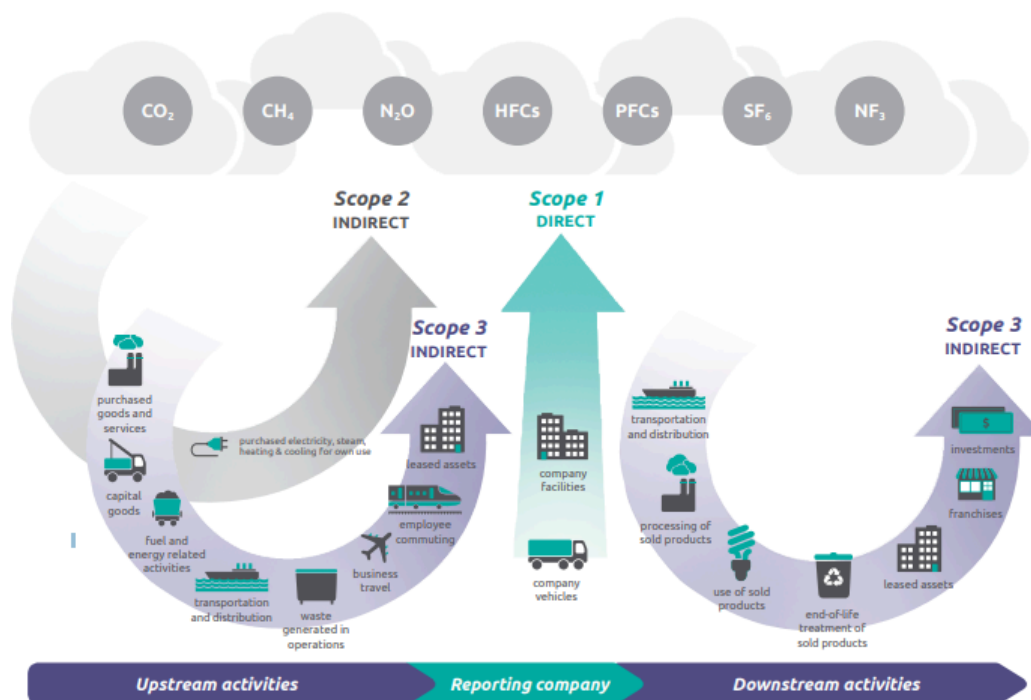 CO₂
CH₄
N₂O
HFCs
PFCs
SF₆
NF₃
Scope 2
INDIRECT
Scope 1
DIRECT
Scope 3
INDIRECT
Scope 3
INDIRECT
purchased
goods and
services
capital
goods
fuel and
energy related
activities
transportation
and distribution
waste
generated in
operations
business
travel
employee
commuting
leased assets
purchased electricity, steam,
heating & cooling for own use
company
facilities
company
vehicles
transportation
and distribution
processing of
sold products
use of sold
products
end-of-life
treatment of
sold products
leased assets
franchises
$
investments
Upstream activities
Reporting company
Downstream activities